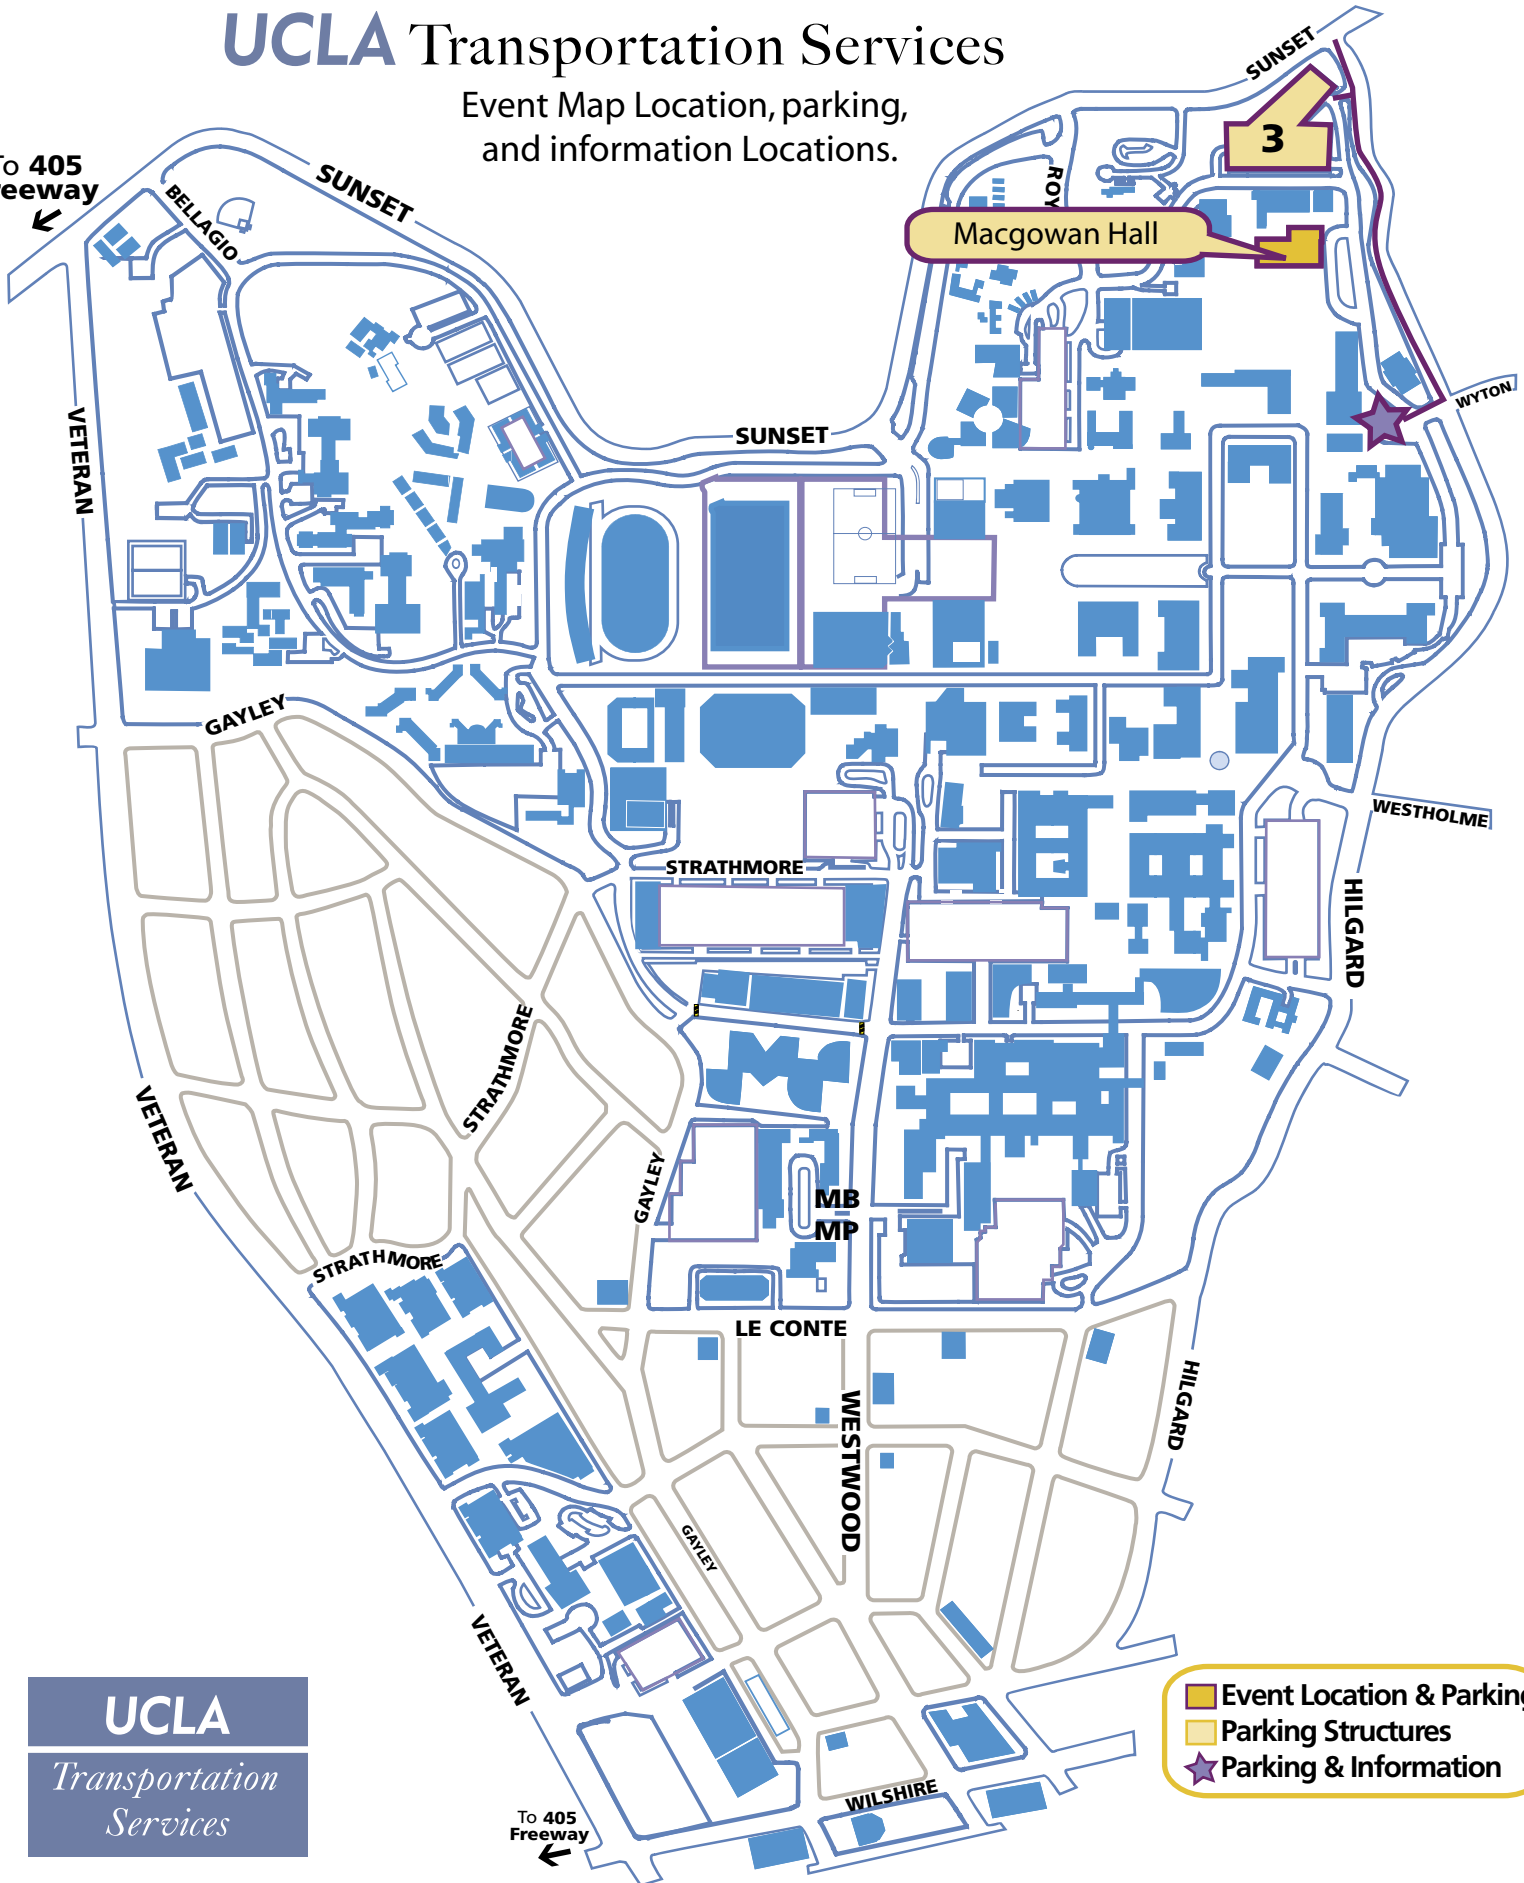 UCLA Transportation Services
Event Map Location, parking,
and information Locations.
To 405
Freeway
SUNSET
BELLAGIO
SUNSET
3
ROY
Macgowan Hall
VETERAN
SUNSET
WYTON
GAYLEY
WESTHOLME
STRATHMORE
HILGARD
STRATHMORE
VETERAN
GAYLEY
MB
MP
STRATHMORE
LE CONTE
HILGARD
WESTWOOD
GAYLEY
VETERAN
Event Location & Parking
Parking Structures
Parking & Information
UCLA
Transportation
Services
WILSHIRE
To 405
Freeway